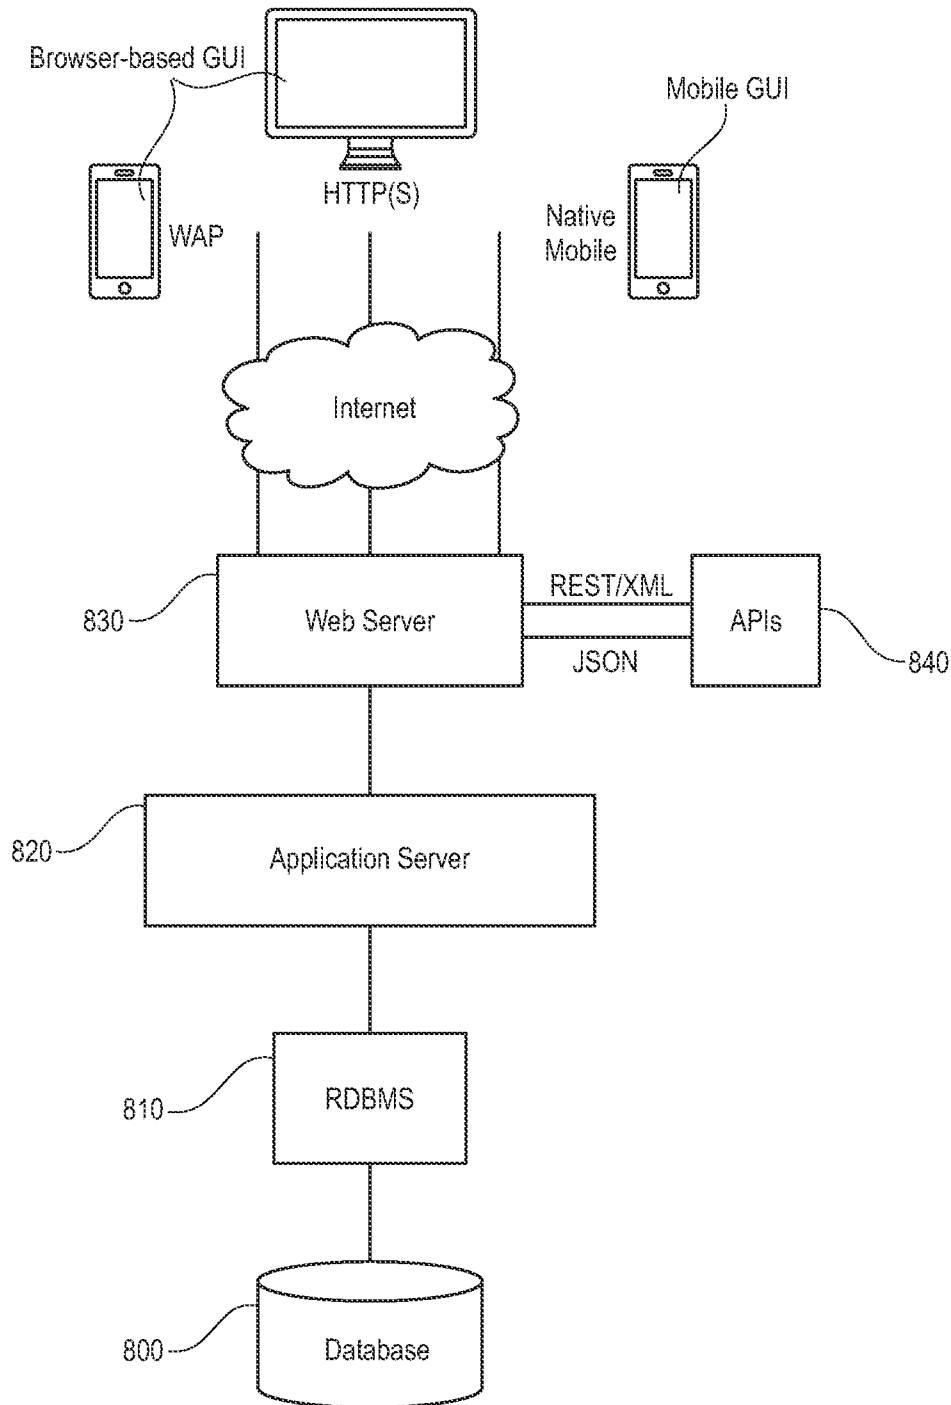 Browser-based GUI
Mobile GUI
HTTP(S)
WAP
Native
Mobile
Internet
830
Web Server
REST/XML
JSON
APIs
840
820
Application Server
810
RDBMS
800
Database